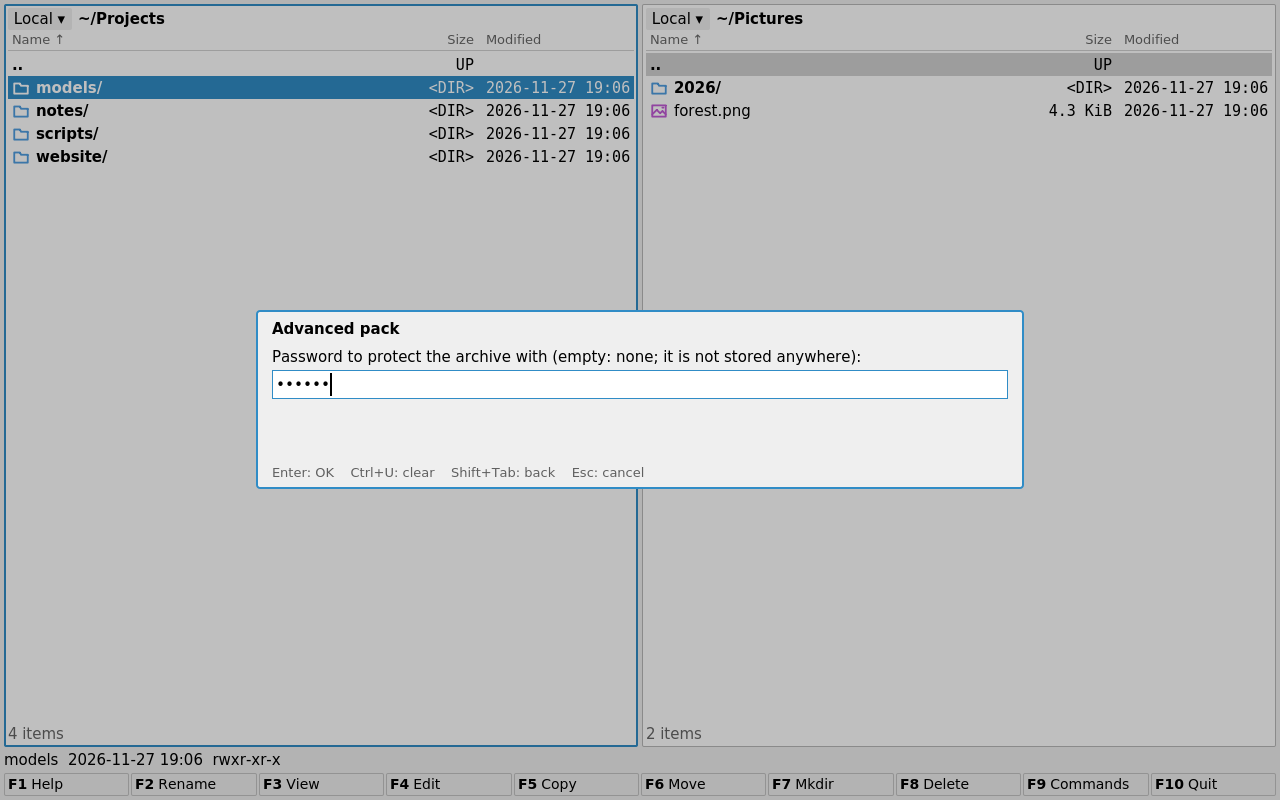 Local ▾ ~/Projects
Name ↑ Size Modified
.. UP
models/ <DIR> 2026-11-27 19:06
notes/ <DIR> 2026-11-27 19:06
scripts/ <DIR> 2026-11-27 19:06
website/ <DIR> 2026-11-27 19:06
4 items
Local ▾ ~/Pictures
Name ↑ Size Modified
.. UP
2026/ <DIR> 2026-11-27 19:06
forest.png 4.3 KiB 2026-11-27 19:06
2 items
Advanced pack
Password to protect the archive with (empty: none; it is not stored anywhere):
••••••
Enter: OK Ctrl+U: clear Shift+Tab: back Esc: cancel
models 2026-11-27 19:06 rwxr-xr-x
F1 Help F2 Rename F3 View F4 Edit F5 Copy F6 Move F7 Mkdir F8 Delete F9 Commands F10 Quit